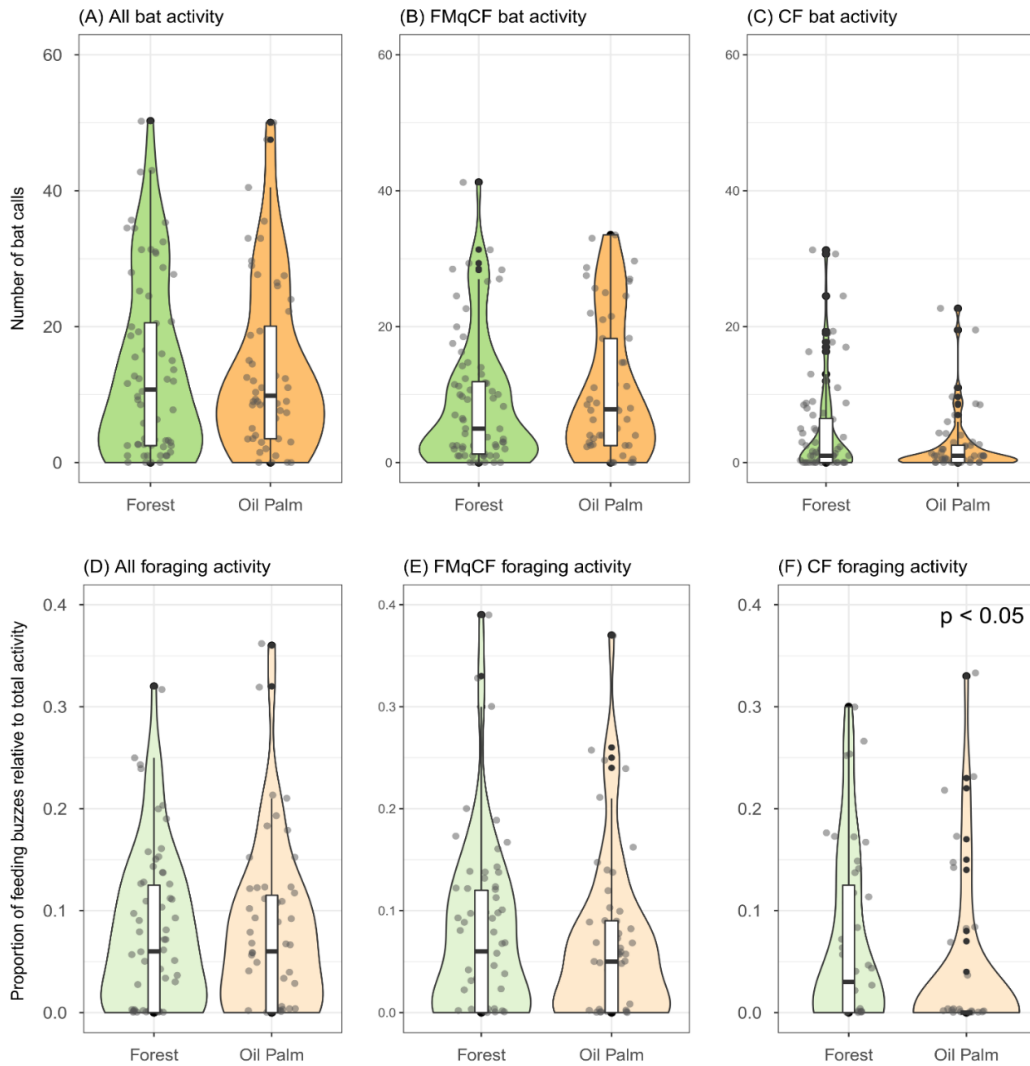 (A) All bat activity
(B) FMqCF bat activity
(C) CF bat activity
Number of bat calls
60
40
20
0
60
40
20
0
60
40
20
0
Forest
Oil Palm
Forest
Oil Palm
Forest
Oil Palm
(D) All foraging activity
(E) FMqCF foraging activity
(F) CF foraging activity
Proportion of feeding buzzes relative to total activity
0.4
0.3
0.2
0.1
0.0
0.4
0.3
0.2
0.1
0.0
0.4
0.3
0.2
0.1
0.0
p < 0.05
Forest
Oil Palm
Forest
Oil Palm
Forest
Oil Palm